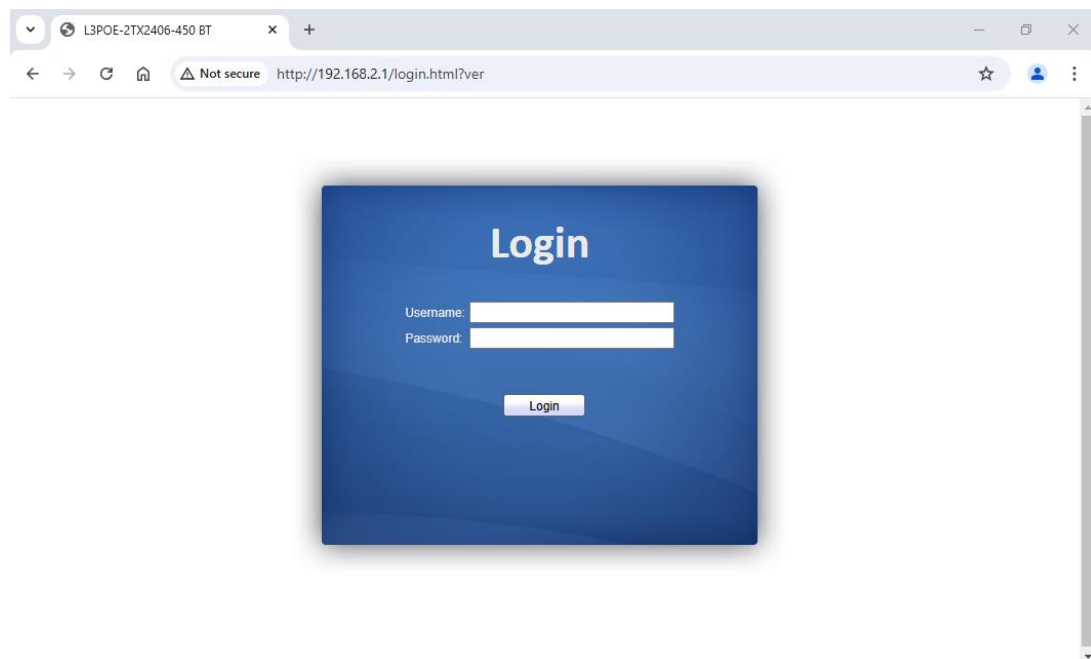 L3POE-2TX2406-450 BT
Not secure http://192.168.2.1/login.html?ver
Login
Username:
Password:
Login